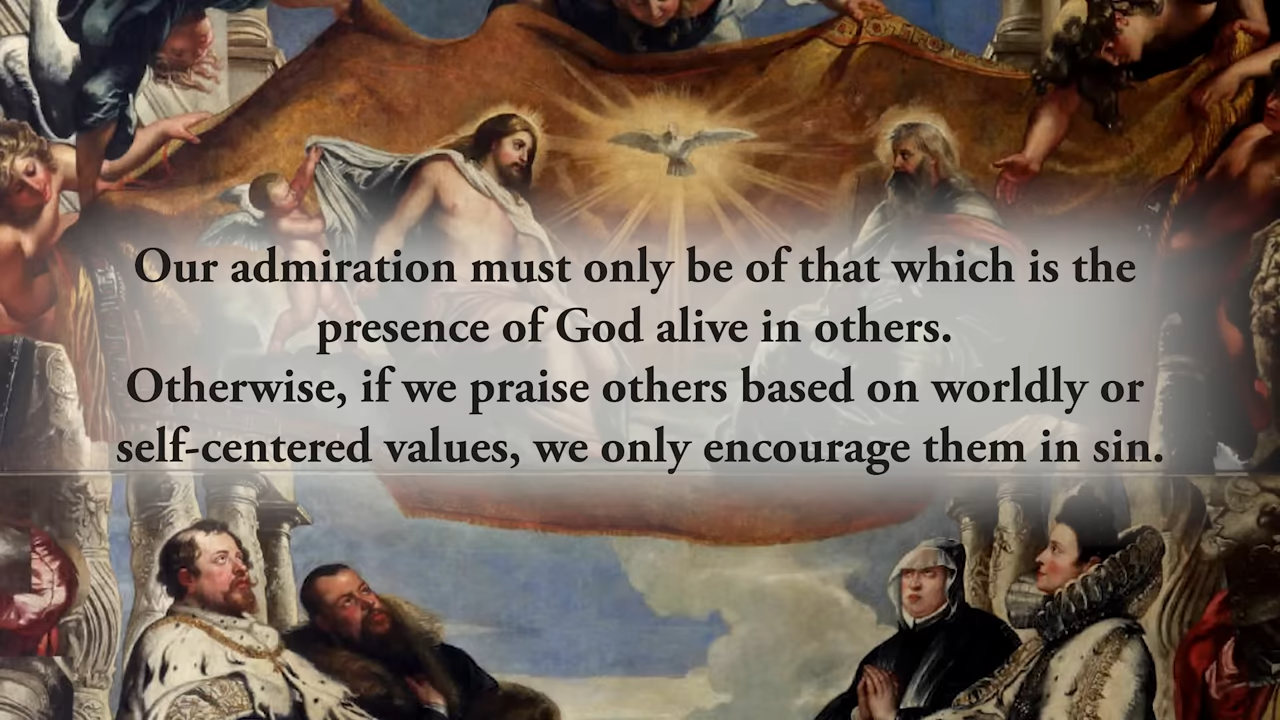 Our admiration must only be of that which is the
presence of God alive in others.
Otherwise, if we praise others based on worldly or
self-centered values, we only encourage them in sin.